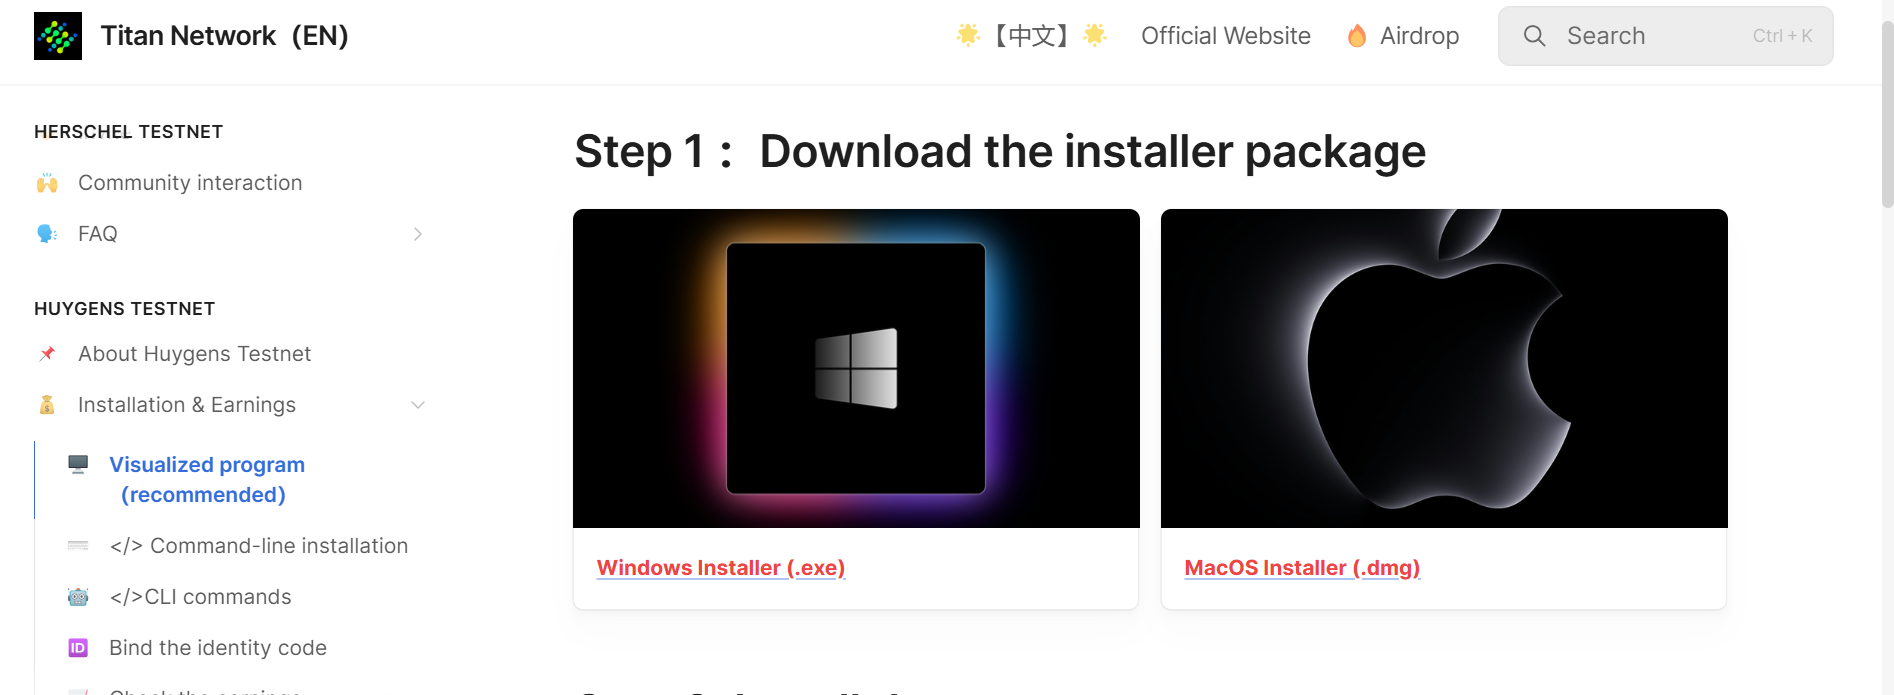 Titan Network（EN)
🌟【中文】🌟
Official Website
🔥 Airdrop
Search
Ctrl + K
HERSCHEL TESTNET
🙌 Community interaction
🗣️ FAQ
HUYGENS TESTNET
📌 About Huygens Testnet
💰 Installation & Earnings
🖥️ Visualized program
（recommended)
</> Command-line installation
</>CLI commands
🆔 Bind the identity code
Step 1： Download the installer package
Windows Installer (.exe)
MacOS Installer (.dmg)